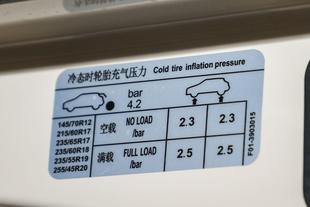 冷态时轮胎充气压力 Cold tire inflation pressure
bar
4.2
145/70R12
215/60R17
235/65R17
235/60R18
235/55R19
255/45R20
空载 NO LOAD /bar 2.3 2.3
满载 FULL LOAD /bar 2.5 2.5
F01-3903015